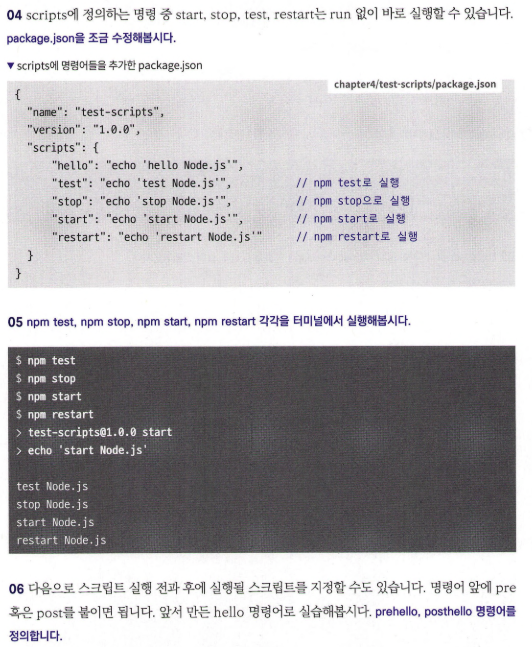 04 scripts에 정의하는 명령 중 start, stop, test, restart는 run 없이 바로 실행할 수 있습니다.
package.json을 조금 수정해봅시다.
▼ scripts에 명령어들을 추가한 package.json
chapter4/test-scripts/package.json
{
"name": "test-scripts",
"version": "1.0.0",
"scripts": {
"hello": "echo 'hello Node.js'",
"test": "echo 'test Node.js'", // npm test로 실행
"stop": "echo 'stop Node.js'", // npm stop으로 실행
"start": "echo 'start Node.js'", // npm start로 실행
"restart": "echo 'restart Node.js'" // npm restart로 실행
}
}
05 npm test, npm stop, npm start, npm restart 각각을 터미널에서 실행해봅시다.
$ npm test
$ npm stop
$ npm start
$ npm restart
> test-scripts@1.0.0 start
> echo 'start Node.js'
test Node.js
stop Node.js
start Node.js
restart Node.js
06 다음으로 스크립트 실행 전과 후에 실행될 스크립트를 지정할 수도 있습니다. 명령어 앞에 pre
혹은 post를 붙이면 됩니다. 앞서 만든 hello 명령어로 실습해봅시다. prehello, posthello 명령어를
정의합니다.